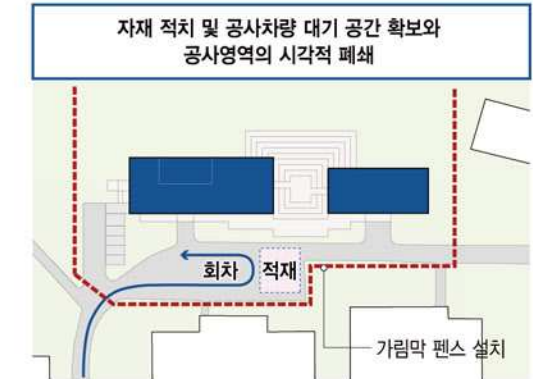 자재 적치 및 공사차량 대기 공간 확보와
공사영역의 시각적 폐쇄
회차
적재
가림막 펜스 설치